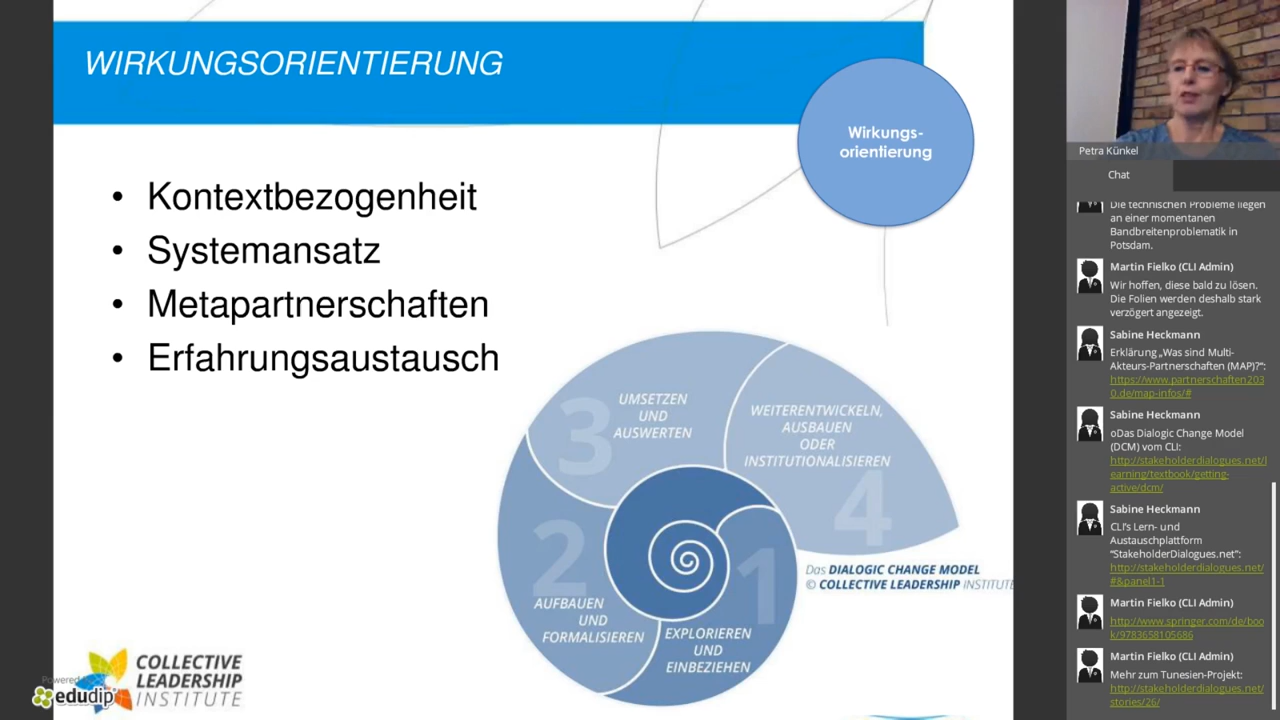 WIRKUNGSORIENTIERUNG
Wirkungs-
orientierung
• Kontextbezogenheit
• Systemansatz
• Metapartnerschaften
• Erfahrungsaustausch
3
UMSETZEN
UND
AUSWERTEN
WEITERENTWICKELN,
AUSBAUEN
ODER
INSTITUTIONALISIEREN
4
2
AUFBAUEN
UND
FORMALISIEREN
1
EXPLORIEREN
UND
EINBEZIEHEN
Das DIALOGIC CHANGE MODEL
© COLLECTIVE LEADERSHIP INSTITUTE
COLLECTIVE
LEADERSHIP
INSTITUTE
Powered
edudip
Petra Künkel
Chat
Die technischen Probleme liegen
an einer momentanen
Bandbreitenproblematik in
Potsdam.
Martin Fielko (CLI Admin)
Wir hoffen, diese bald zu lösen.
Die Folien werden deshalb stark
verzögert angezeigt.
Sabine Heckmann
Erklärung „Was sind Multi-
Akteurs-Partnerschaften (MAP)?“:
https://www.partnerschaften203
0.de/map-infos/#
Sabine Heckmann
oDas Dialogic Change Model
(DCM) vom CLI:
http://stakeholderdialogues.net/l
earning/textbook/getting-
active/dcm/
Sabine Heckmann
CLI's Lern- und
Austauschplattform
“StakeholderDialogues.net”:
http://stakeholderdialogues.net/
#&panel1-1
Martin Fielko (CLI Admin)
http://www.springer.com/de/boo
k/9783658105686
Martin Fielko (CLI Admin)
Mehr zum Tunesien-Projekt:
http://stakeholderdialogues.net/
stories/26/